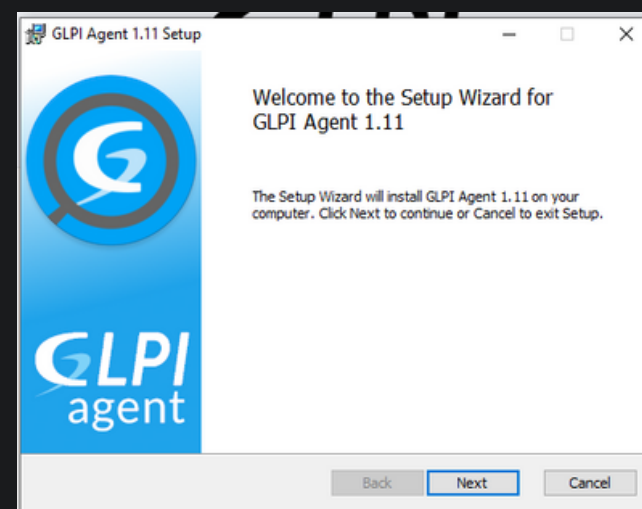 GLPI Agent 1.11 Setup
Welcome to the Setup Wizard for
GLPI Agent 1.11
The Setup Wizard will install GLPI Agent 1.11 on your
computer. Click Next to continue or Cancel to exit Setup.
GLPI
agent
Back Next Cancel